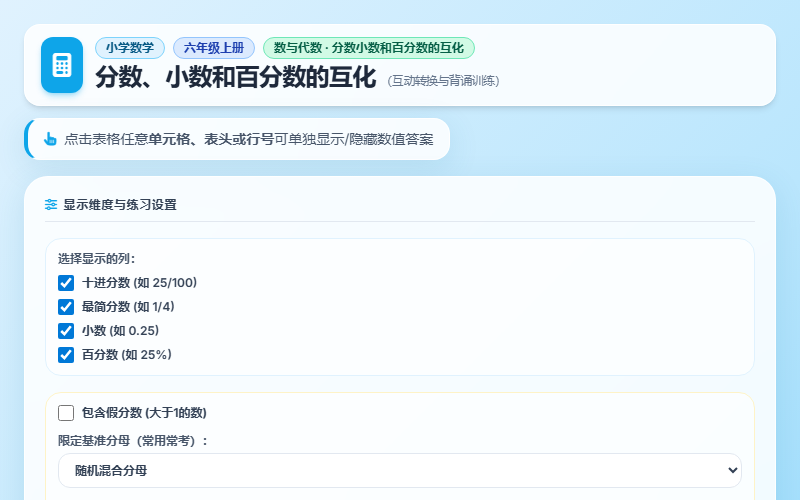 小学数学 六年级上册 数与代数 · 分数小数和百分数的互化
分数、小数和百分数的互化 (互动转换与背诵训练)
点击表格任意单元格、表头或行号可单独显示/隐藏数值答案
显示维度与练习设置
选择显示的列:
十进分数 (如 25/100)
最简分数 (如 1/4)
小数 (如 0.25)
百分数 (如 25%)
包含假分数 (大于1的数)
限定基准分母（常用常考）:
随机混合分母